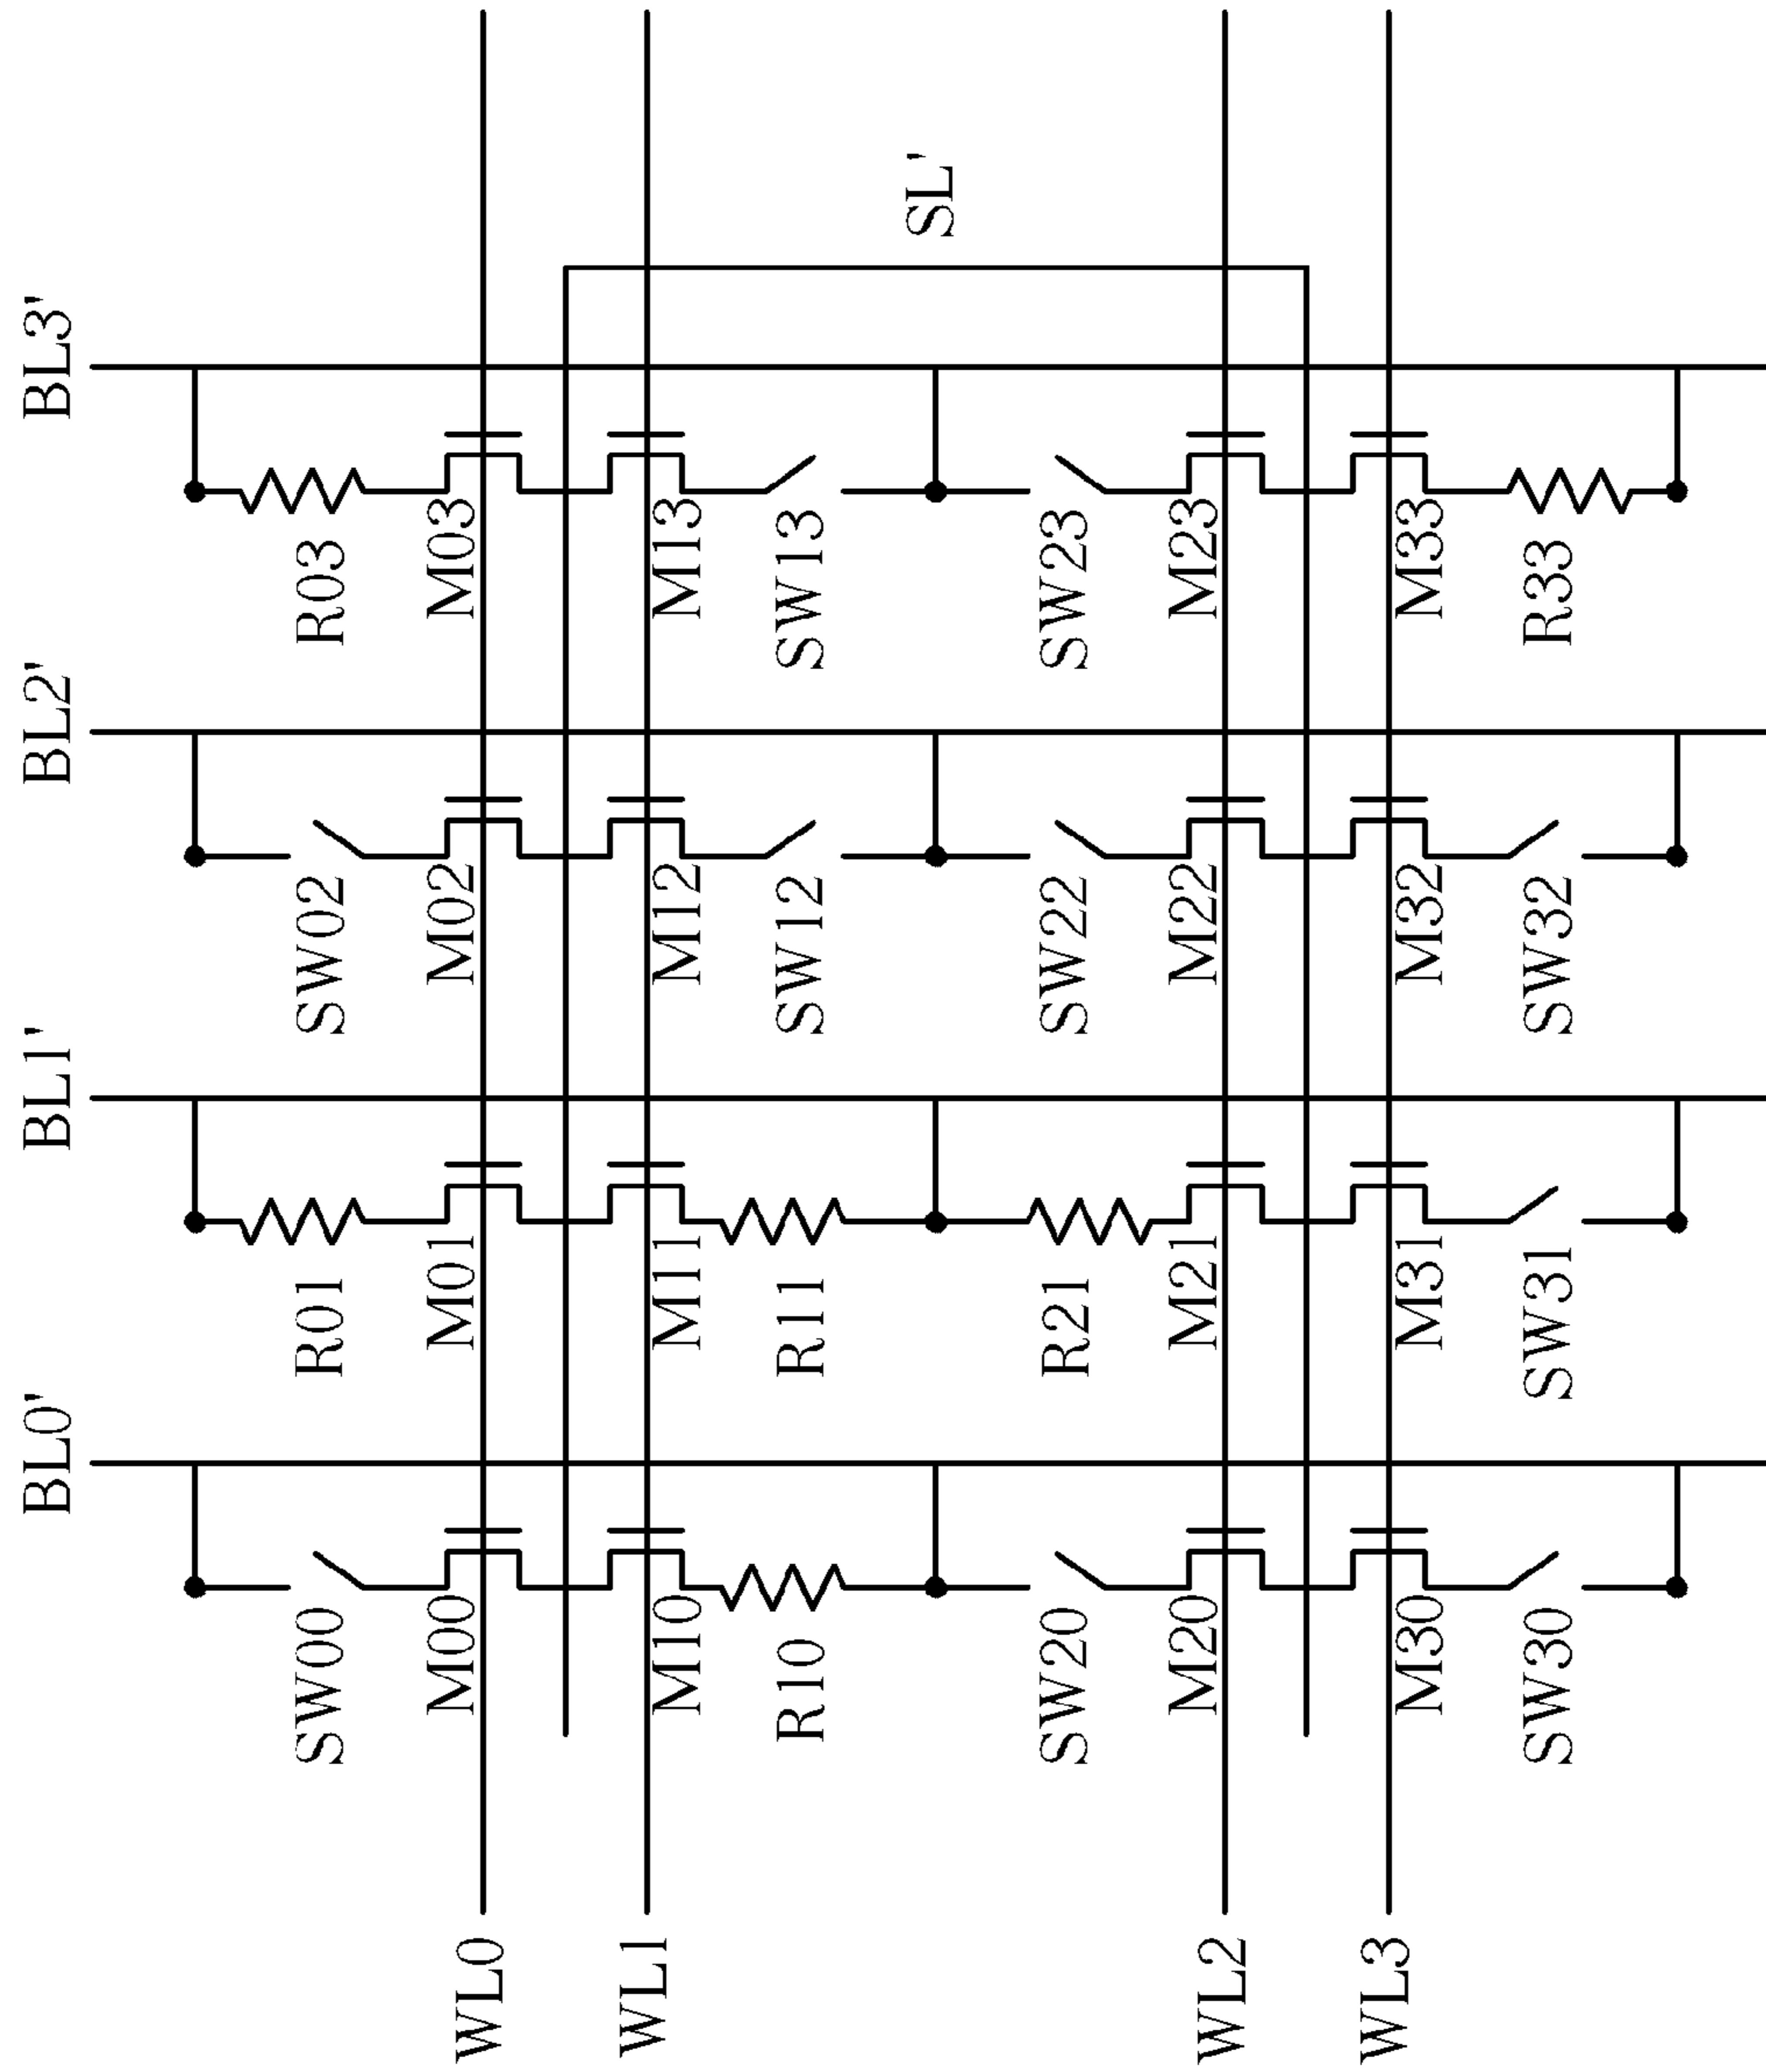 BL0' BL1' BL2' BL3'
SW00 R01 SW02 R03
M00 M01 M02 M03
WL0
WL1
M10 M11 M12 M13
R10 R11 SW12 SW13
SL'
SW20 R21 SW22 SW23
M20 M21 M22 M23
WL2
WL3
M30 M31 M32 M33
SW30 SW31 SW32 R33